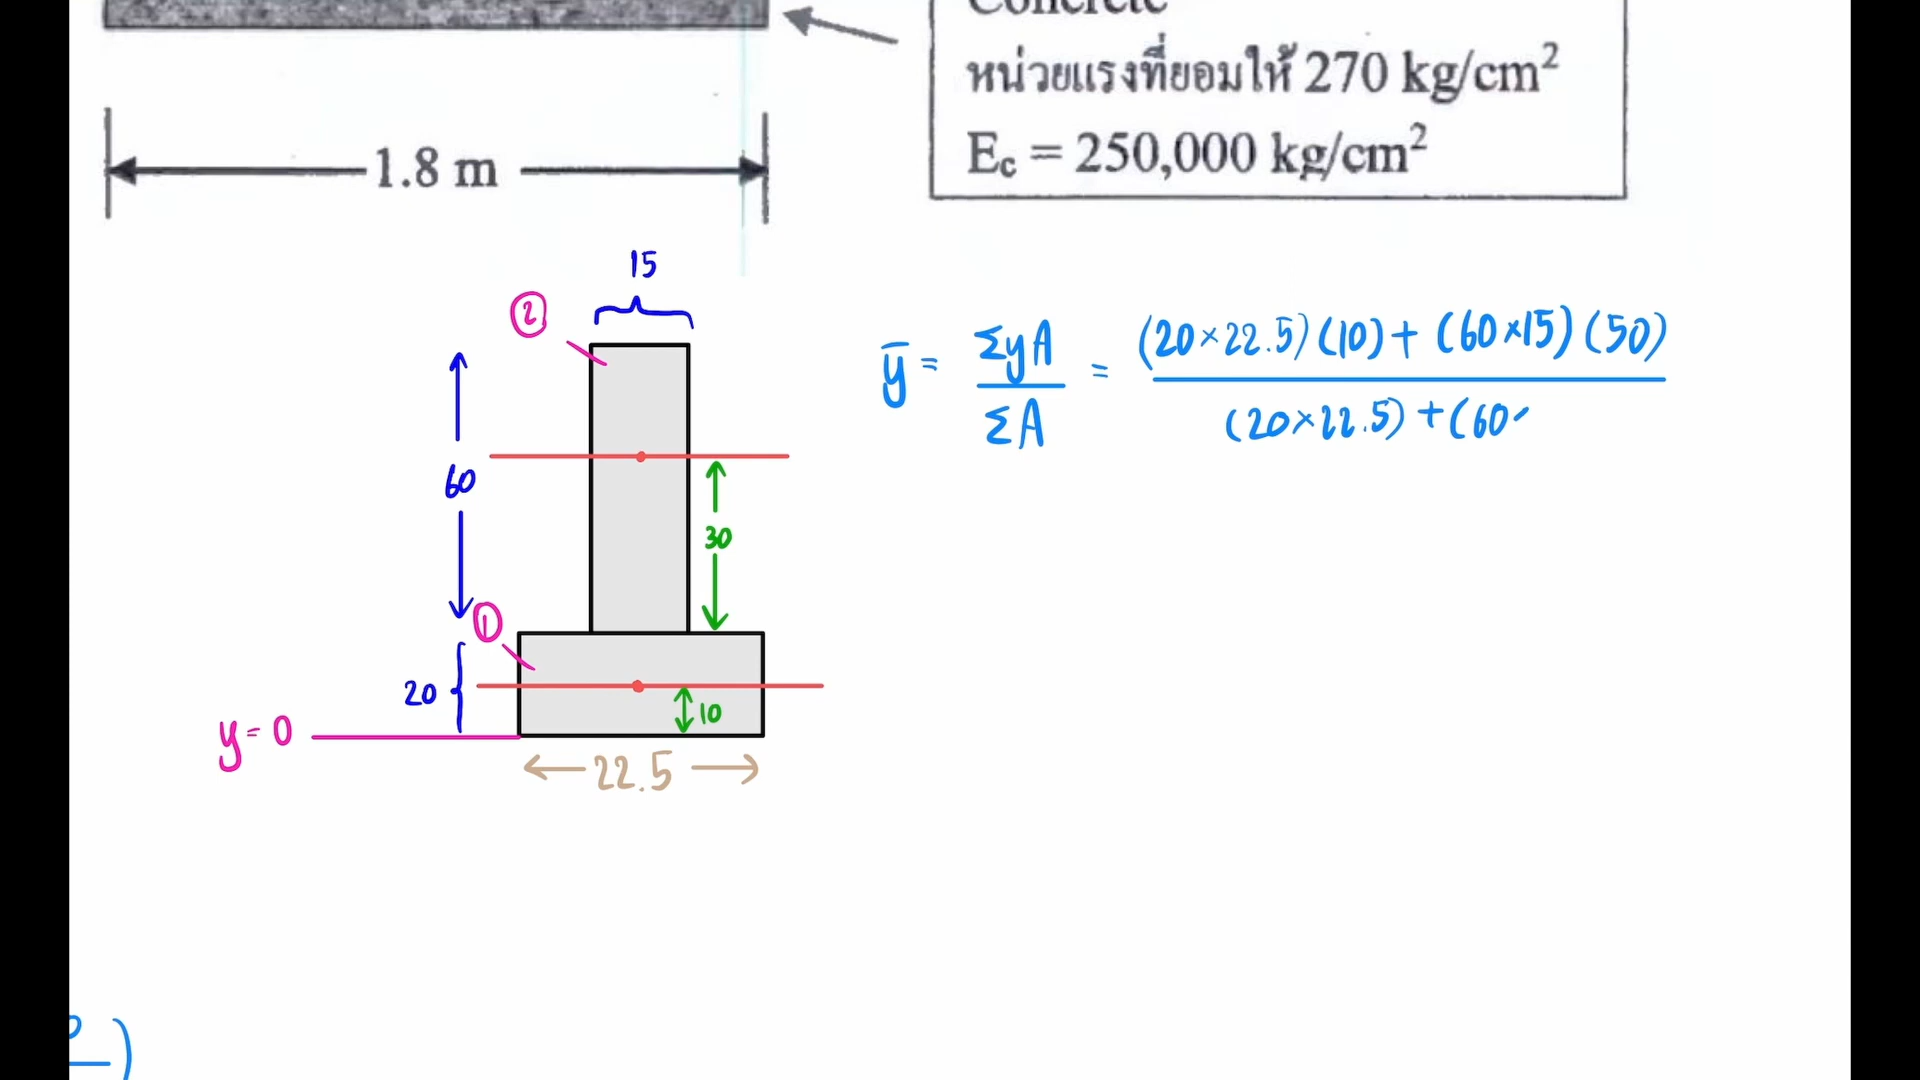 Concrete
หน่วยแรงที่ยอมให้ 270 kg/cm²
E_c = 250,000 kg/cm²
1.8 m
15
②
ȳ = ΣyA / ΣA = (20×22.5)(10) + (60×15)(50) / (20×22.5) + (60
60
30
①
20
10
y = 0
22.5
)